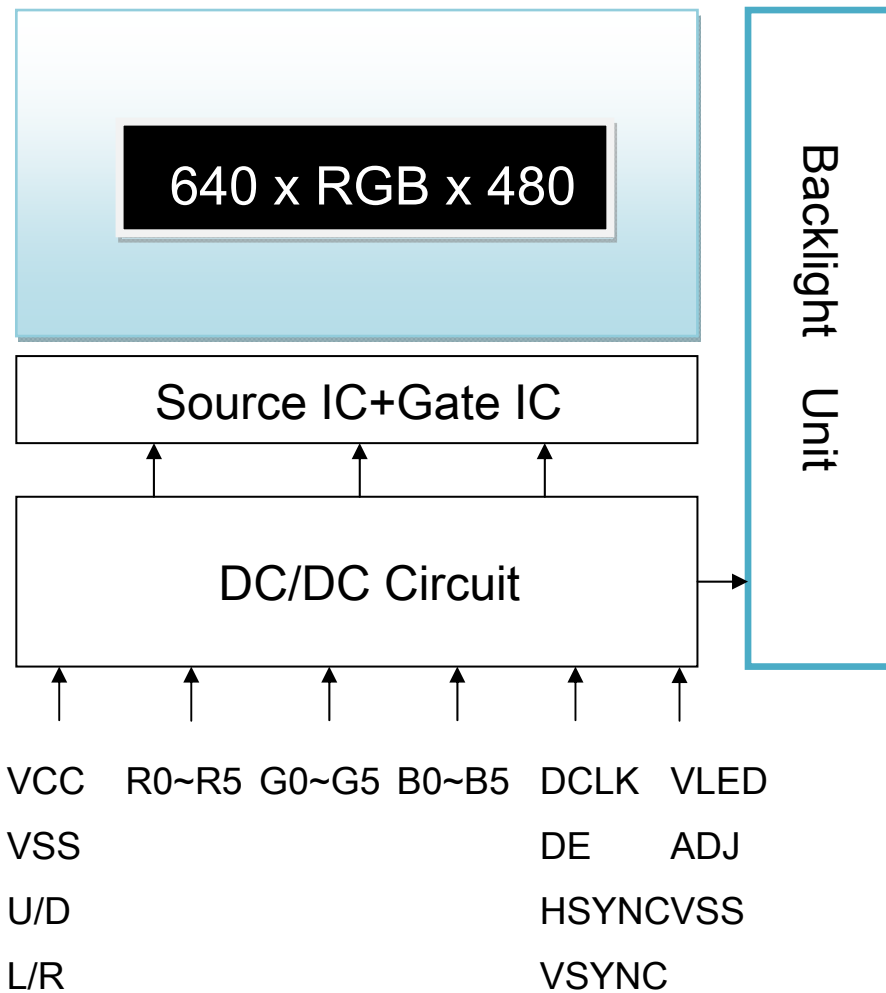 640 x RGB x 480
Backlight Unit
Source IC+Gate IC
DC/DC Circuit
VCC R0~R5 G0~G5 B0~B5 DCLK VLED
VSS DE ADJ
U/D HSYNCVSS
L/R VSYNC